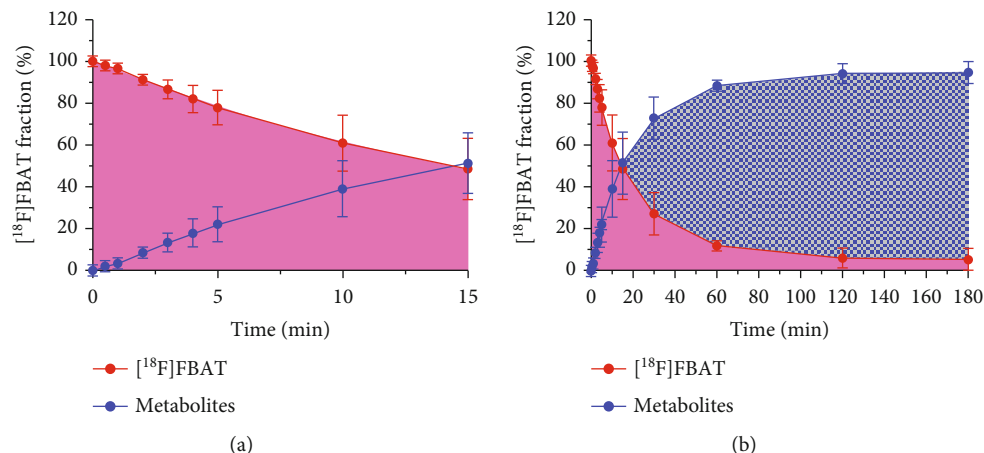 120
100
80
60
40
20
0
[¹⁸F]FBAT fraction (%)
0 5 10 15
Time (min)
[¹⁸F]FBAT
Metabolites
(a)
120
100
80
60
40
20
0
[¹⁸F]FBAT fraction (%)
0 20 40 60 80 100 120 140 160 180
Time (min)
[¹⁸F]FBAT
Metabolites
(b)